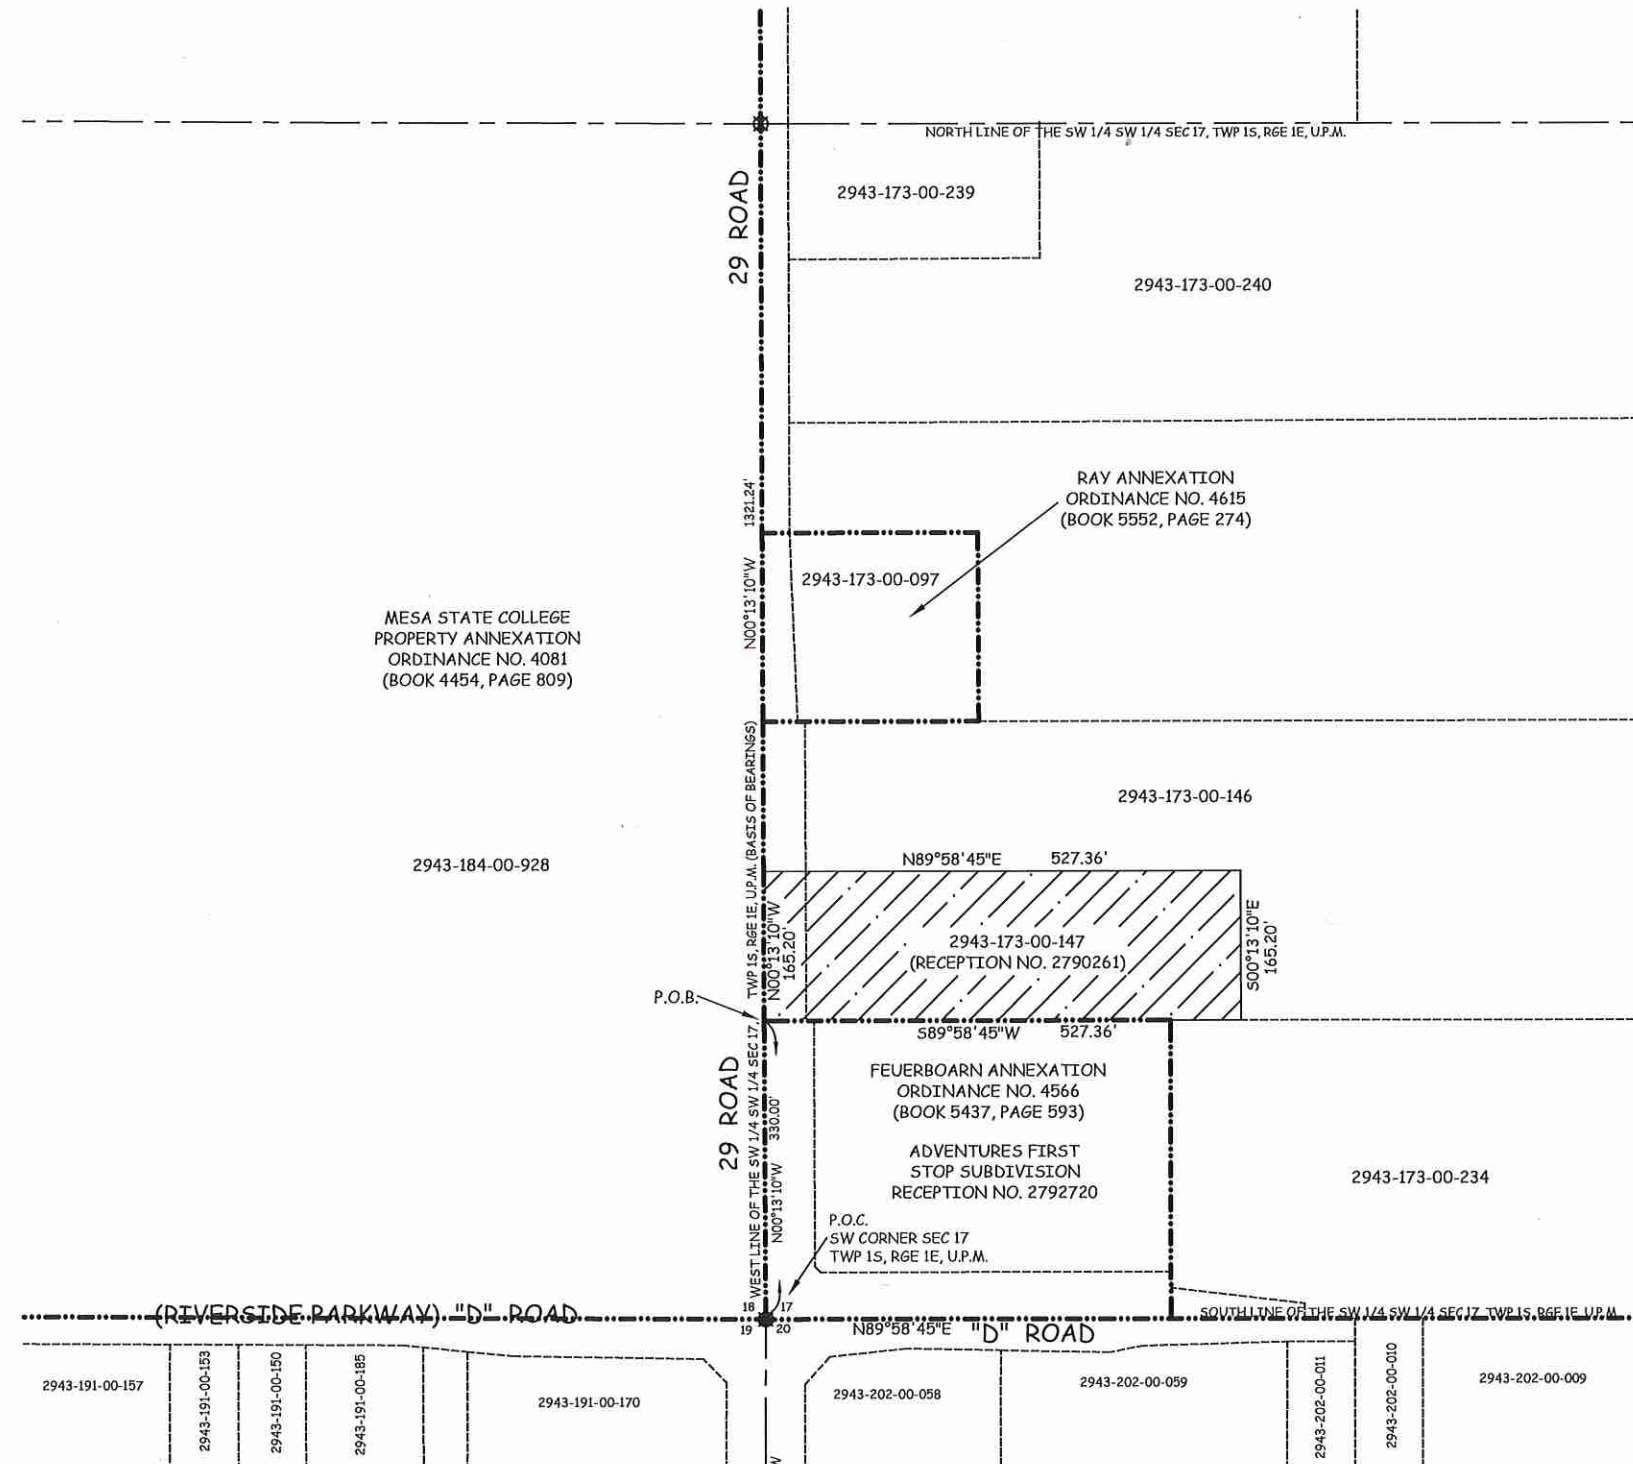 NORTH LINE OF THE SW 1/4 SW 1/4 SEC 17, TWP 1S, RGE 1E, U.P.M.
29 ROAD
2943-173-00-239
2943-173-00-240
RAY ANNEXATION
ORDINANCE NO. 4615
(BOOK 5552, PAGE 274)
1321.24'
N00°13'10"W
2943-173-00-097
MESA STATE COLLEGE
PROPERTY ANNEXATION
ORDINANCE NO. 4081
(BOOK 4454, PAGE 809)
2943-173-00-146
2943-184-00-928
N89°58'45"E 527.36'
WEST LINE OF THE SW 1/4 SW 1/4 SEC 17, TWP 1S, RGE 1E, U.P.M. (BASIS OF BEARINGS)
N00°13'10"W
165.20'
2943-173-00-147
(RECEPTION NO. 2790261)
S00°13'10"E
165.20'
P.O.B.
S89°58'45"W 527.36'
29 ROAD
N00°13'10"W 330.00'
FEUERBOARN ANNEXATION
ORDINANCE NO. 4566
(BOOK 5437, PAGE 593)
ADVENTURES FIRST
STOP SUBDIVISION
RECEPTION NO. 2792720
2943-173-00-234
P.O.C.
SW CORNER SEC 17
TWP 1S, RGE 1E, U.P.M.
18 17
19 20
(RIVERSIDE PARKWAY) "D" ROAD
SOUTH LINE OF THE SW 1/4 SW 1/4 SEC 17, TWP 1S, RGE 1E, U.P.M.
N89°58'45"E "D" ROAD
2943-191-00-157
2943-191-00-153
2943-191-00-150
2943-191-00-185
2943-191-00-170
W
2943-202-00-058
2943-202-00-059
2943-202-00-011
2943-202-00-010
2943-202-00-009